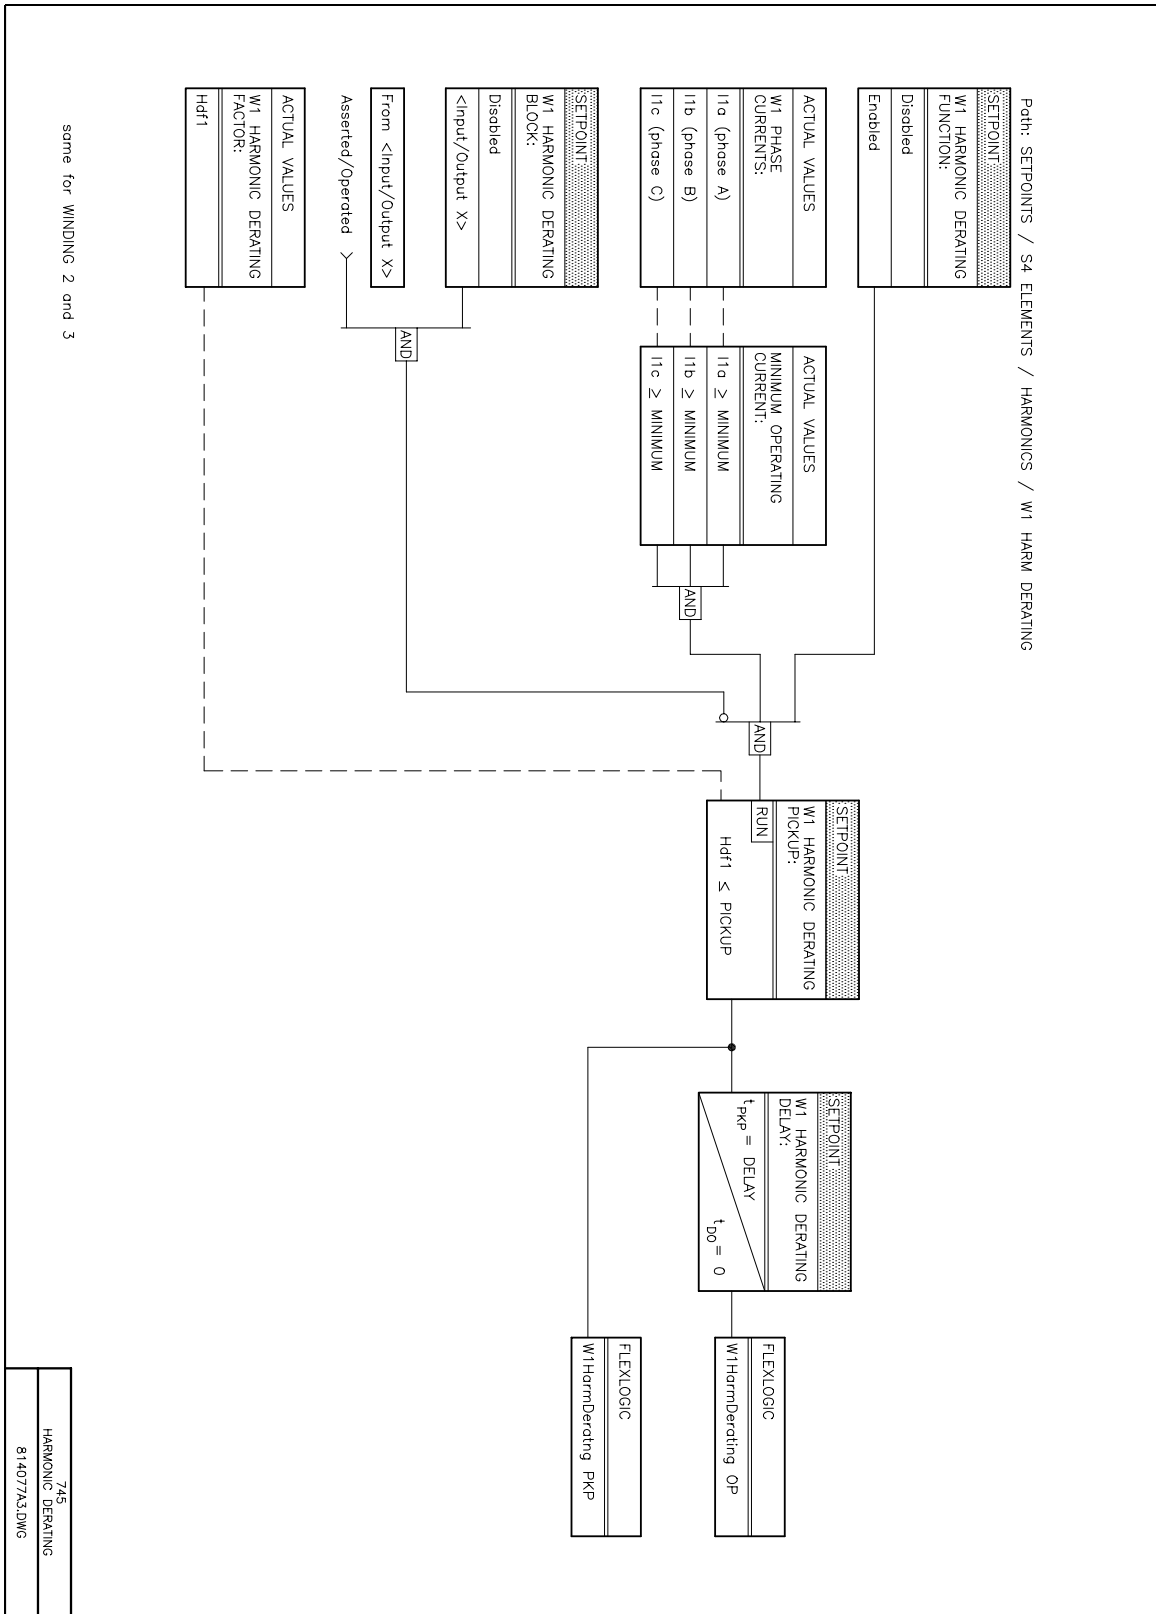 Path: SETPOINTS / S4 ELEMENTS / HARMONICS / W1 HARM DERATING
SETPOINT
W1 HARMONIC DERATING
FUNCTION:
Disabled
Enabled
ACTUAL VALUES
W1 PHASE
CURRENTS:
I1a (phase A)
I1b (phase B)
I1c (phase C)
ACTUAL VALUES
MINIMUM OPERATING
CURRENT:
I1a ≥ MINIMUM
I1b ≥ MINIMUM
I1c ≥ MINIMUM
AND
SETPOINT
W1 HARMONIC DERATING
BLOCK:
Disabled
<Input/Output X>
From <Input/Output X>
Asserted/Operated
AND
ACTUAL VALUES
W1 HARMONIC DERATING
FACTOR:
Hdf1
AND
SETPOINT
W1 HARMONIC DERATING
PICKUP:
RUN
Hdf1 ≤ PICKUP
SETPOINT
W1 HARMONIC DERATING
DELAY:
tPKP = DELAY
tDO = 0
FLEXLOGIC
W1HarmDerating OP
FLEXLOGIC
W1HarmDeratng PKP
same for WINDING 2 and 3
745
HARMONIC DERATING
814077A3.DWG